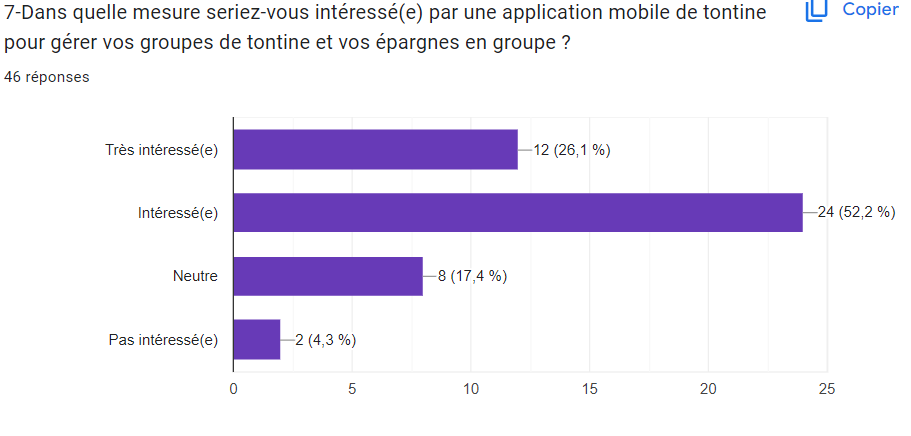 7-Dans quelle mesure seriez-vous intéressé(e) par une application mobile de tontine
Copier
pour gérer vos groupes de tontine et vos épargnes en groupe ?
46 réponses
Très intéressé(e)
12 (26,1 %)
Intéressé(e)
24 (52,2 %)
Neutre
8 (17,4 %)
Pas intéressé(e)
2 (4,3 %)
0 5 10 15 20 25